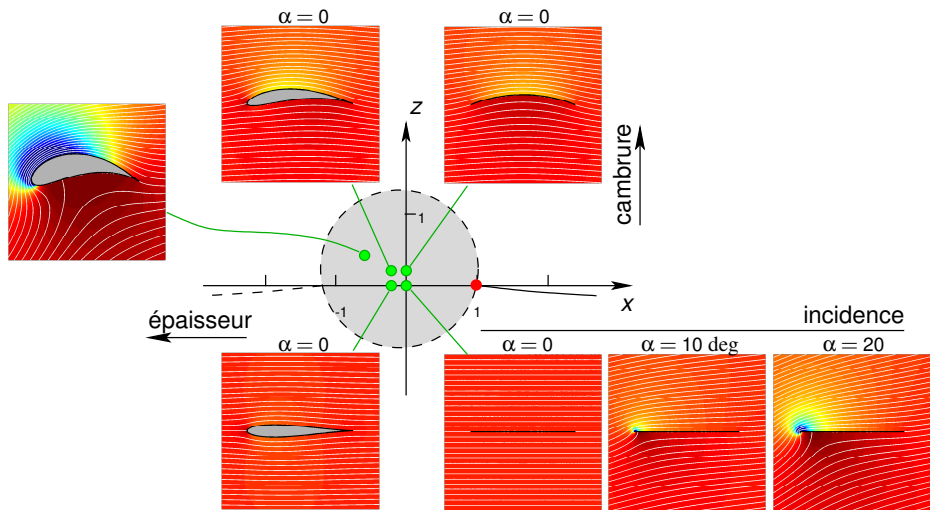 α = 0
α = 0
z
cambrure
1
-1
1
x
épaisseur
incidence
α = 0
α = 0
α = 10 deg
α = 20